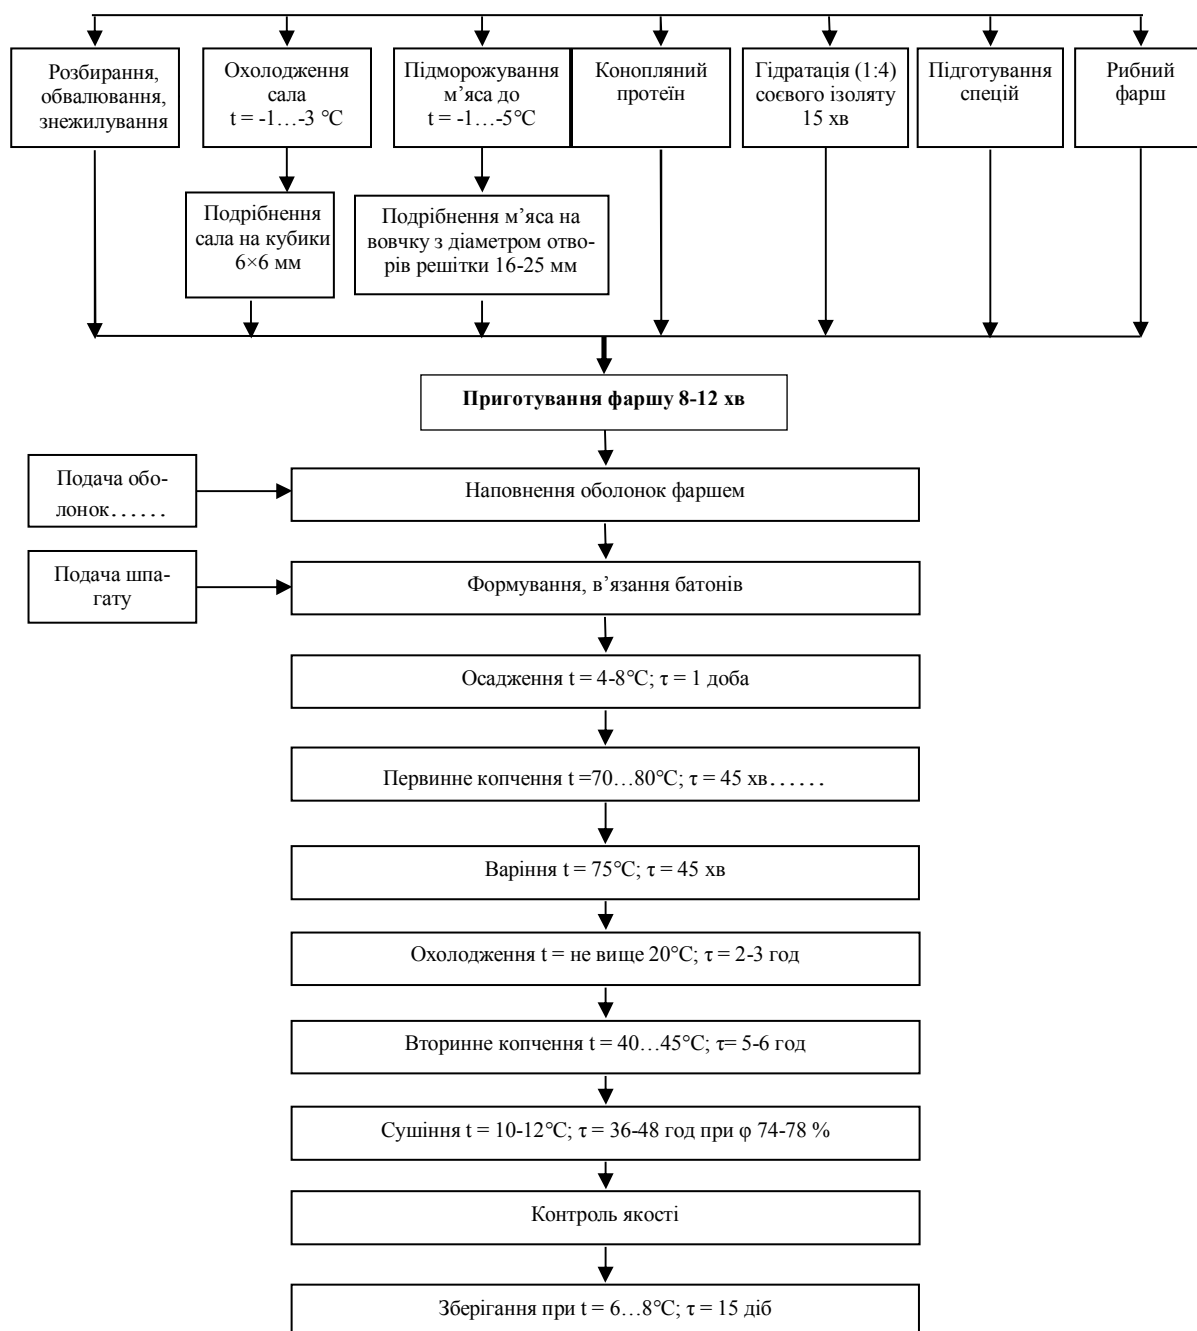 Розбирання,
обвалювання,
знежилування
Охолодження
сала
t = -1…-3 °C
Підморожування
м’яса до
t = -1…-5°C
Конопляний
протеїн
Гідратація (1:4)
соєвого ізоляту
15 хв
Підготування
спецій
Рибний
фарш
Подрібнення
сала на кубики
6×6 мм
Подрібнення м’яса на
вовчку з діаметром отво-
рів решітки 16-25 мм
Приготування фаршу 8-12 хв
Подача обо-
лонок......
Наповнення оболонок фаршем
Подача шпа-
гату
Формування, в’язання батонів
Осадження t = 4-8°C; τ = 1 доба
Первинне копчення t =70…80°C; τ = 45 хв......
Варіння t = 75°C; τ = 45 хв
Охолодження t = не вище 20°C; τ = 2-3 год
Вторинне копчення t = 40…45°C; τ= 5-6 год
Сушіння t = 10-12°C; τ = 36-48 год при φ 74-78 %
Контроль якості
Зберігання при t = 6…8°C; τ = 15 діб